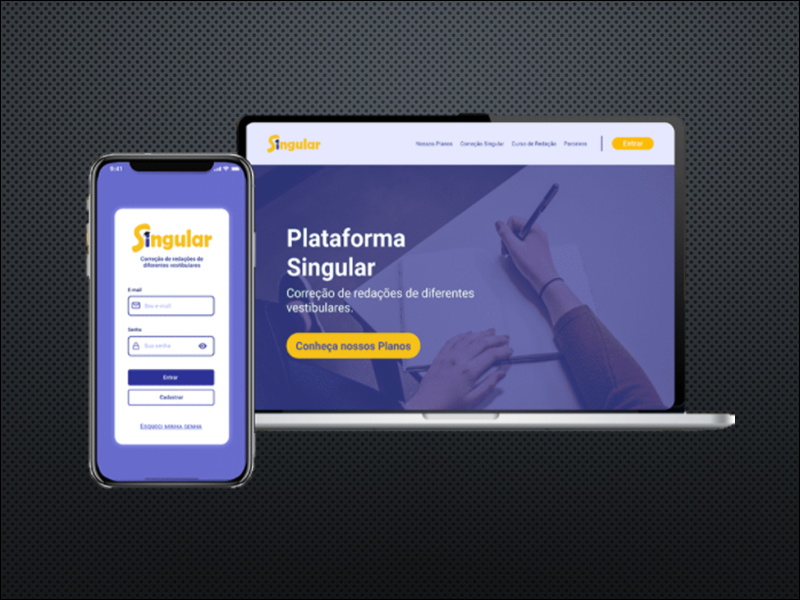 9:41
Singular
Correção de redações de
diferentes vestibulares
E-mail
Seu e-mail
Senha
Sua senha
Entrar
Cadastrar
Esqueci minha senha
Singular
Nossos Planos Correção Singular Curso de Redação Parceiros Entrar
Plataforma
Singular
Correção de redações de diferentes
vestibulares.
Conheça nossos Planos